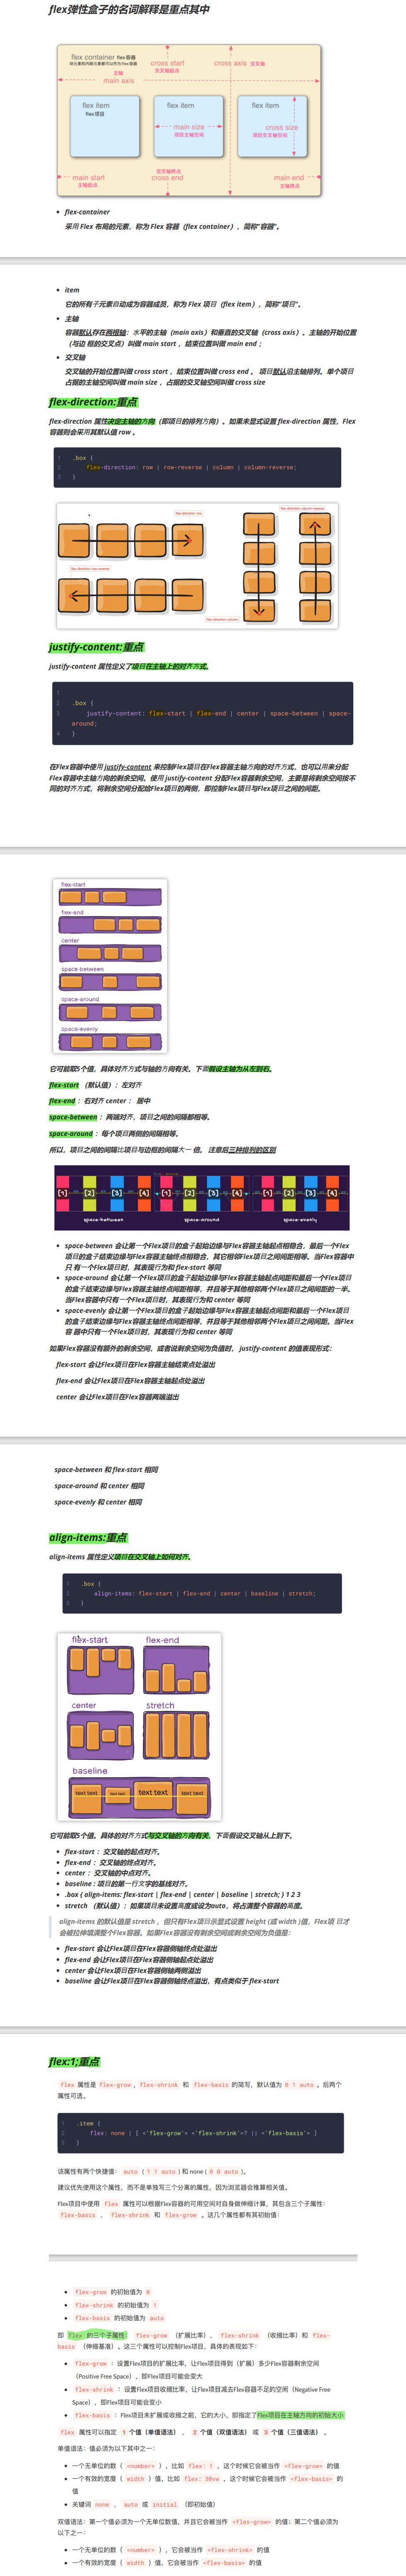 flex弹性盒子的名词解释是重点其中
flex container flex容器
块元素和内联元素都可以作为flex容器
cross start
交叉轴起点
cross axis 交叉轴
主轴
main axis
flex item
flex项目
flex item
flex item
main size
项目主轴空间
cross size
项目交叉轴空间
main start
主轴起点
交叉轴终点
cross end
main end
主轴终点
• flex-container
采用 Flex 布局的元素，称为 Flex 容器（flex container），简称"容器"。
• item
它的所有子元素自动成为容器成员，称为 Flex 项目（flex item），简称"项目"。
• 主轴
容器默认存在两根轴：水平的主轴（main axis）和垂直的交叉轴（cross axis）。主轴的开始位置
（与边 框的交叉点）叫做 main start ，结束位置叫做 main end ；
• 交叉轴
交叉轴的开始位置叫做 cross start ，结束位置叫做 cross end 。 项目默认沿主轴排列。单个项目
占据的主轴空间叫做 main size ，占据的交叉轴空间叫做 cross size
flex-direction:重点
flex-direction 属性决定主轴的方向（即项目的排列方向）。如果未显式设置 flex-direction 属性，Flex
容器则会采用其默认值 row 。
1 .box {
2 flex-direction: row | row-reverse | column | column-reverse;
3 }
flex-direction: row
flex-direction: column-reverse
flex-direction: row-reverse
flex-direction: column
justify-content:重点
justify-content 属性定义了项目在主轴上的对齐方式。
1
2 .box {
3 justify-content: flex-start | flex-end | center | space-between | space-
around;
4 }
在Flex容器中使用 justify-content 来控制Flex项目在Flex容器主轴方向的对齐方式，也可以用来分配
Flex容器中主轴方向的剩余空间。使用 justify-content 分配Flex容器剩余空间，主要是将剩余空间按不
同的对齐方式，将剩余空间分配给Flex项目的两侧，即控制Flex项目与Flex项目之间的间距。
flex-start
flex-end
center
space-between
space-around
space-evenly
它可能取5个值，具体对齐方式与轴的方向有关。下面假设主轴为从左到右。
flex-start （默认值）：左对齐
flex-end ：右对齐 center ： 居中
space-between ：两端对齐，项目之间的间隔都相等。
space-around ：每个项目两侧的间隔相等。
所以，项目之间的间隔比项目与边框的间隔大一 倍。 注意后三种排列的区别
[1] [2] [3] [4] [1] [2] [3] [4] [1] [2] [3] [4]
space-between space-around space-evenly
• space-between 会让第一个Flex项目的盒子起始边缘与Flex容器主轴起点相稳合，最后一个Flex
项目的盒子结束边缘与Flex容器主轴终点相稳合，其它相邻Flex项目之间间距相等。当Flex容器中
只 有一个Flex项目时，其表现行为和 flex-start 等同
• space-around 会让第一个Flex项目的盒子起始边缘与Flex容器主轴起点间距和最后一个Flex项目
的盒子结束边缘与Flex容器主轴终点间距相等，并且等于其他相邻两个Flex项目之间间距的一半。
当Flex容器中只有一个Flex项目时，其表现行为和 center 等同
• space-evenly 会让第一个Flex项目的盒子起始边缘与Flex容器主轴起点间距和最后一个Flex项目
的盒子结束边缘与Flex容器主轴终点间距相等，并且等于其他相邻两个Flex项目之间间距。当Flex
容 器中只有一个Flex项目时，其表现行为和 center 等同
如果Flex容器没有额外的剩余空间，或者说剩余空间为负值时， justify-content 的值表现形式：
flex-start 会让Flex项目在Flex容器主轴结束点处溢出
flex-end 会让Flex项目在Flex容器主轴起点处溢出
center 会让Flex项目在Flex容器两端溢出
space-between 和 flex-start 相同
space-around 和 center 相同
space-evenly 和 center 相同
align-items:重点
align-items 属性定义项目在交叉轴上如何对齐。
1 .box {
2 align-items: flex-start | flex-end | center | baseline | stretch;
3 }
flex-start
flex-end
center
stretch
baseline
text text text text text text text text
它可能取5个值。具体的对齐方式与交叉轴的方向有关，下面假设交叉轴从上到下。
• flex-start： 交叉轴的起点对齐。
• flex-end： 交叉轴的终点对齐。
• center： 交叉轴的中点对齐。
• baseline : 项目的第一行文字的基线对齐。
• .box { align-items: flex-start | flex-end | center | baseline | stretch; } 1 2 3
• stretch （默认值）：如果项目未设置高度或设为auto，将占满整个容器的高度。
align-items 的默认值是 stretch ，但只有Flex项目示显式设置 height (或 width )值，Flex项 目才
会被拉伸填满整个Flex容器。如果Flex容器没有剩余空间或剩余空间为负值是：
• flex-start 会让Flex项目在Flex容器侧轴终点处溢出
• flex-end 会让Flex项目在Flex容器侧轴起点处溢出
• center 会让Flex项目在Flex容器侧轴两侧溢出
• baseline 会让Flex项目在Flex容器侧轴终点溢出，有点类似于 flex-start
flex:1;重点
flex 属性是 flex-grow , flex-shrink 和 flex-basis 的简写，默认值为 0 1 auto 。后两个
属性可选。
1 .item {
2 flex: none | [ <'flex-grow'> <'flex-shrink'>? || <'flex-basis'> ]
3 }
该属性有两个快捷值： auto ( 1 1 auto ) 和 none ( 0 0 auto )。
建议优先使用这个属性，而不是单独写三个分离的属性，因为浏览器会推算相关值。
Flex项目中使用 flex 属性可以根据Flex容器的可用空间对自身做伸缩计算，其包含三个子属性：
flex-basis 、 flex-shrink 和 flex-grow 。这几个属性都有其初始值：
• flex-grow 的初始值为 0
• flex-shrink 的初始值为 1
• flex-basis 的初始值为 auto
即 flex 的三个子属性 flex-grow （扩展比率）， flex-shrink （收缩比率）和 flex-
basis （伸缩基准）。这三个属性可以控制Flex项目，具体的表现如下：
• flex-grow ：设置Flex项目的扩展比率，让Flex项目得到（扩展）多少Flex容器剩余空间
（Positive Free Space），即Flex项目可能会变大
• flex-shrink ：设置Flex项目收缩比率，让Flex项目减去Flex容器不足的空间（Negative Free
Space），即Flex项目可能会变小
• flex-basis ：Flex项目未扩展或收缩之前，它的大小，即指定了Flex项目在主轴方向的初始大小
flex 属性可以指定 1 个值（单值语法）， 2 个值（双值语法） 或 3 个值（三值语法） 。
单值语法：值必须为以下其中之一：
• 一个无单位的数（ <number> ），比如 flex: 1 ，这个时候它会被当作 <flex-grow> 的值
• 一个有效的宽度（ width ）值，比如 flex: 30vw ，这个时候它会被当作 <flex-basis> 的
值
• 关键词 none 、 auto 或 initial （即初始值）
双值语法：第一个值必须为一个无单位数值，并且它会被当作 <flex-grow> 的值；第二个值必须为
以下之一：
• 一个无单位的数（ <number> ），它会被当作 <flex-shrink> 的值
• 一个有效的宽度（ width ）值，它会被当作 <flex-basis> 的值